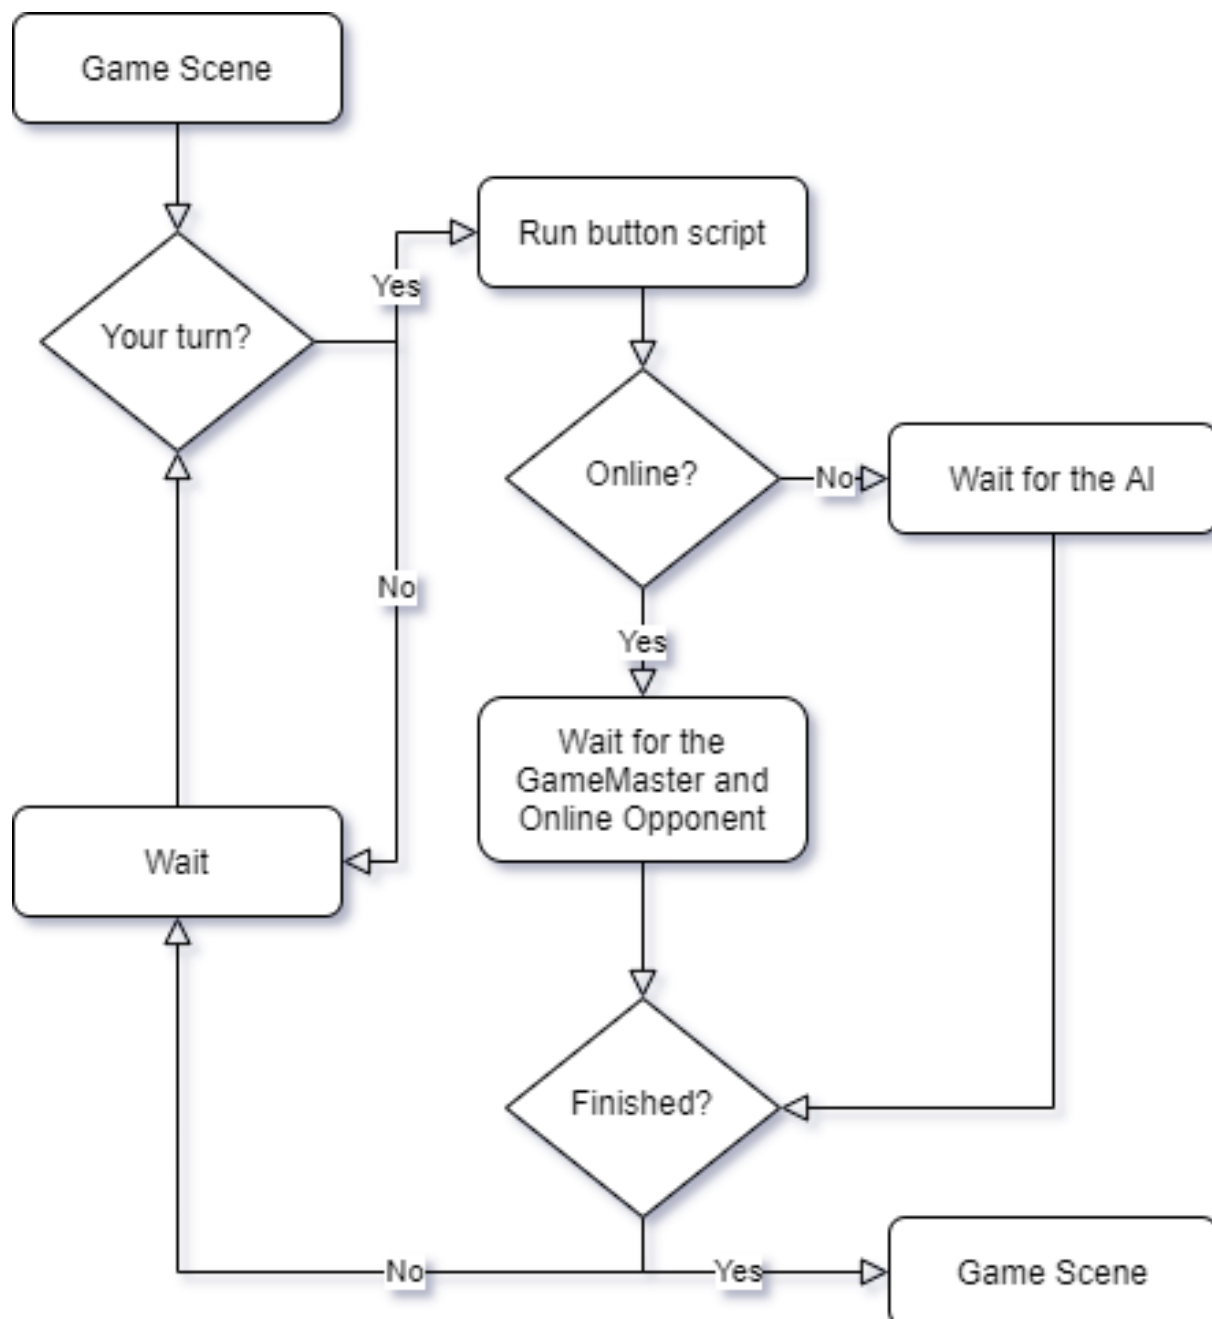 Game Scene
Run button script
Yes
Your turn?
Online?
No
Wait for the AI
No
Yes
Wait for the
GameMaster and
Online Opponent
Wait
Finished?
No
Yes
Game Scene